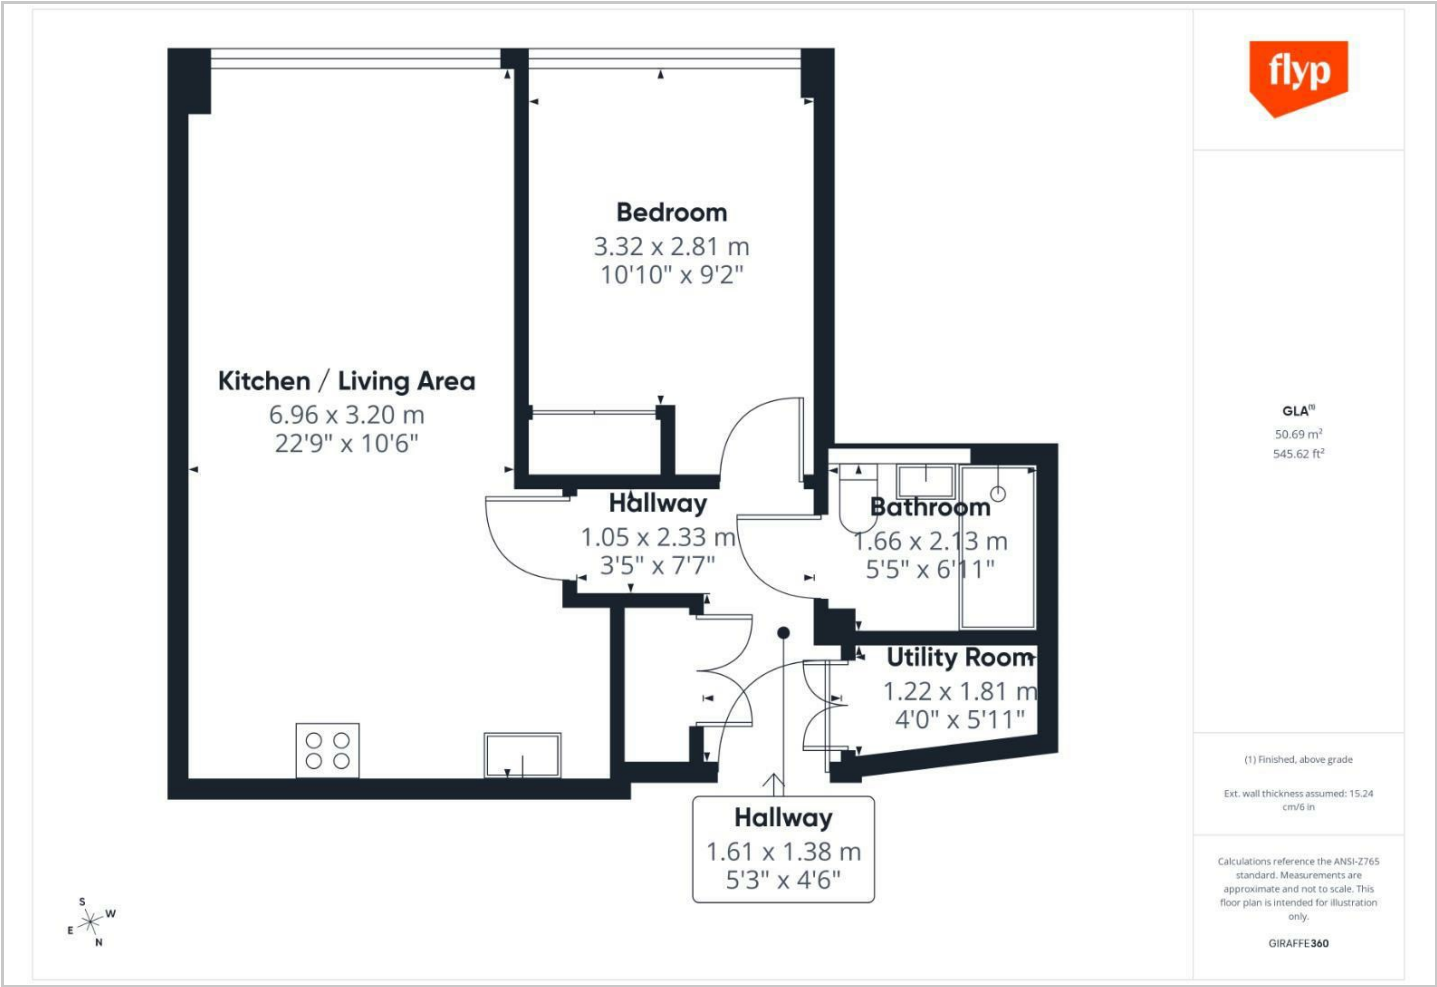 flyp
Bedroom
3.32 x 2.81 m
10'10" x 9'2"
Kitchen / Living Area
6.96 x 3.20 m
22'9" x 10'6"
Hallway
1.05 x 2.33 m
3'5" x 7'7"
Bathroom
1.66 x 2.13 m
5'5" x 6'11"
Utility Room
1.22 x 1.81 m
4'0" x 5'11"
Hallway
1.61 x 1.38 m
5'3" x 4'6"
S
W
E
N
GLA(1)
50.69 m²
545.62 ft²
(1) Finished, above grade
Ext. wall thickness assumed: 15.24
cm/6 in
Calculations reference the ANSI-Z765
standard. Measurements are
approximate and not to scale. This
floor plan is intended for illustration
only.
GIRAFFE360